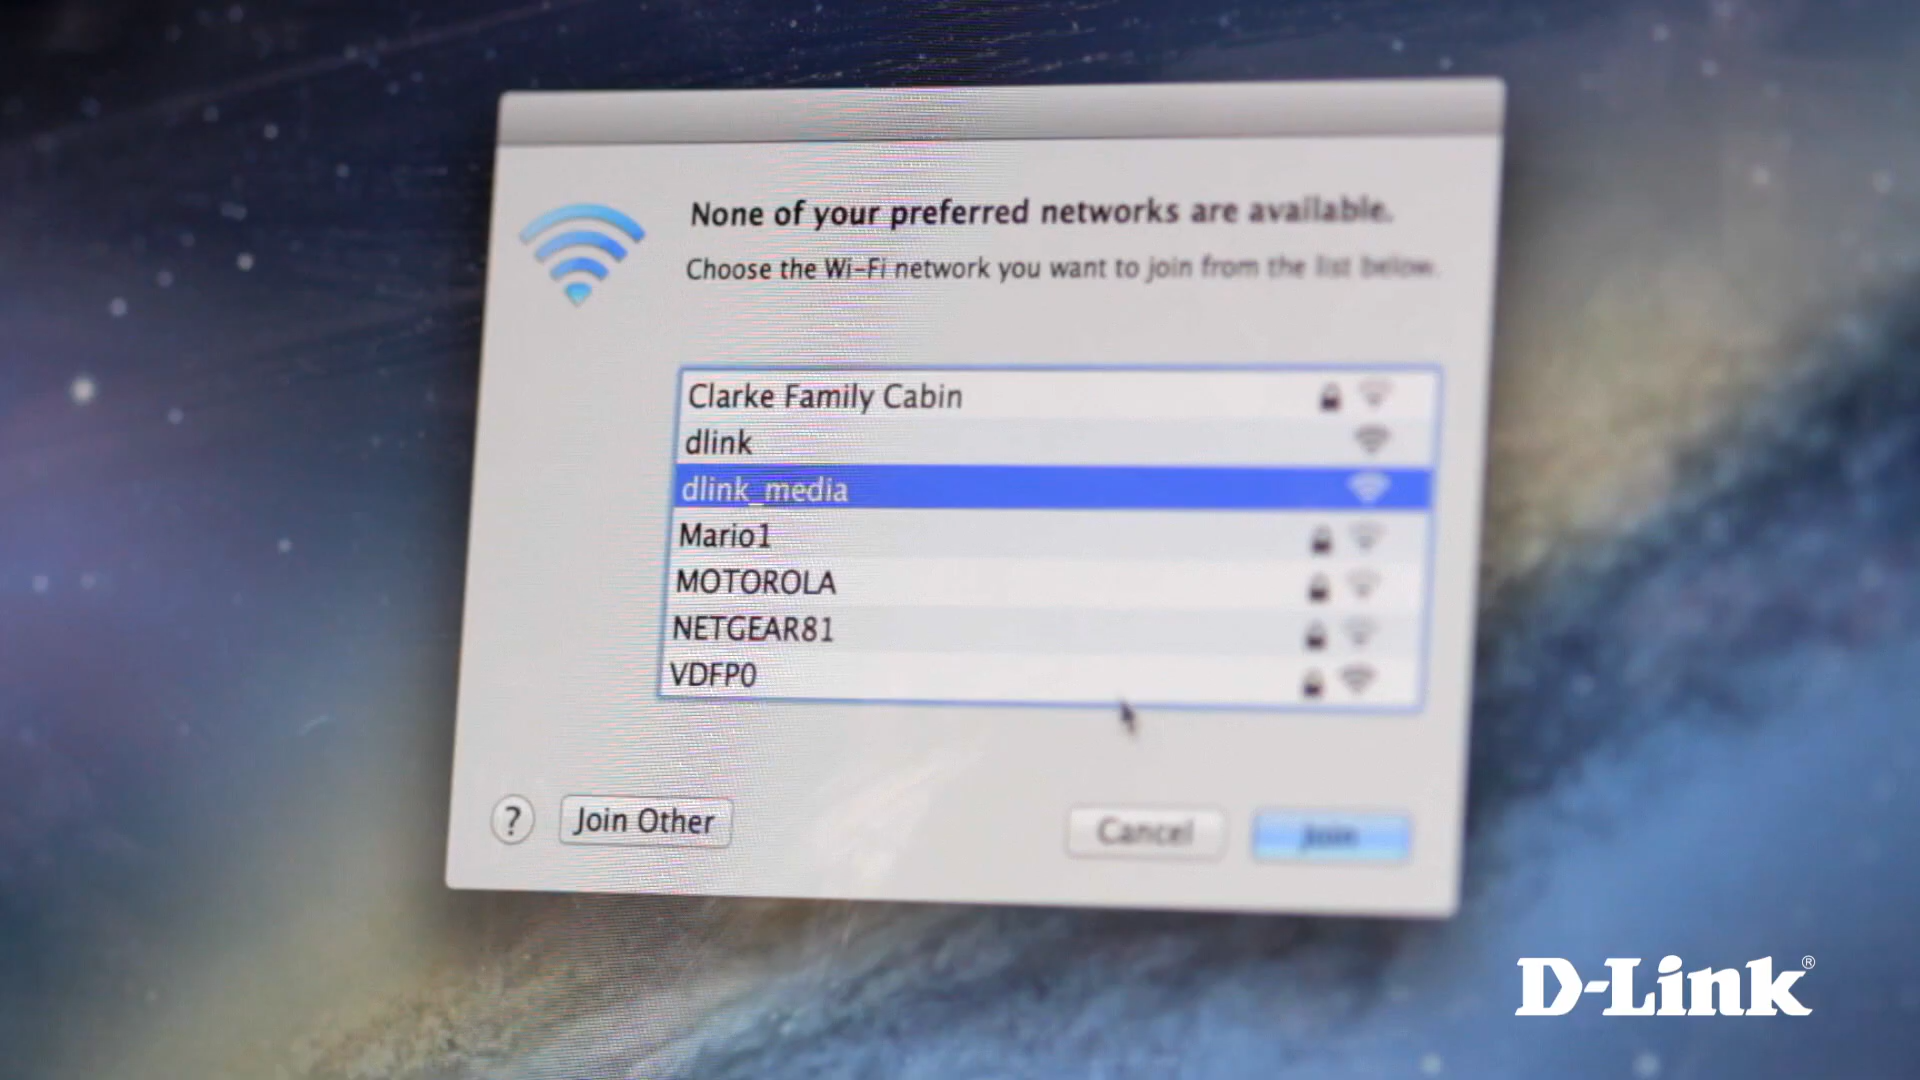 None of your preferred networks are available.
Choose the Wi-Fi network you want to join from the list below.
Clarke Family Cabin
dlink
dlink_media
Mario1
MOTOROLA
NETGEAR81
VDFP0
? Join Other Cancel Join
D-Link®